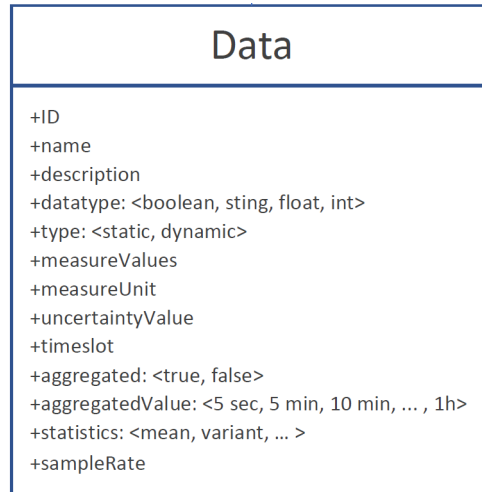 Data
+ID
+name
+description
+datatype: <boolean, sting, float, int>
+type: <static, dynamic>
+measureValues
+measureUnit
+uncertaintyValue
+timeslot
+aggregated: <true, false>
+aggregatedValue: <5 sec, 5 min, 10 min, ... , 1h>
+statistics: <mean, variant, ... >
+sampleRate